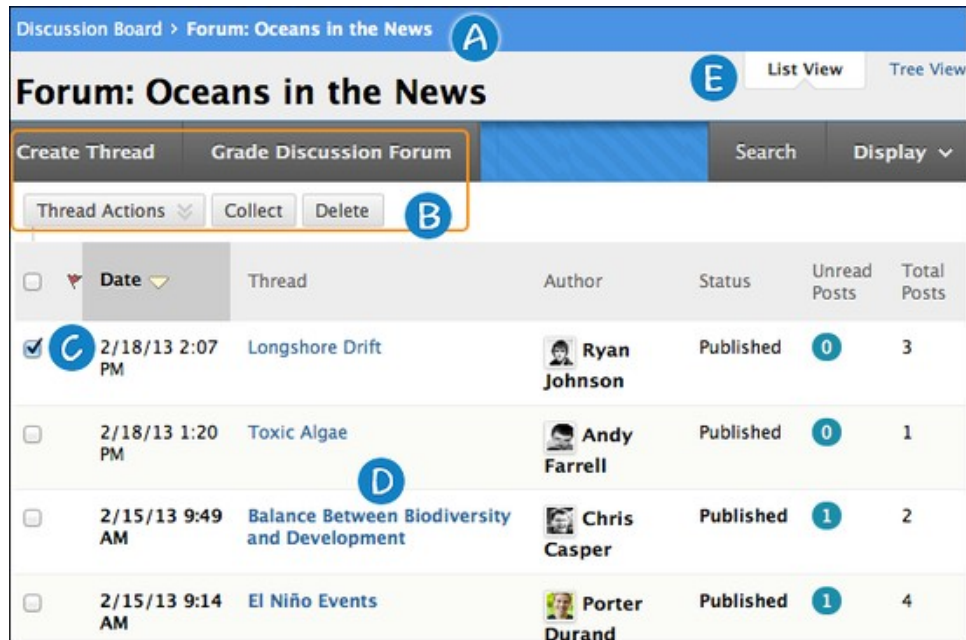 Discussion Board > Forum: Oceans in the News
A
Forum: Oceans in the News
E
List View
Tree View
Create Thread
Grade Discussion Forum
Search
Display
Thread Actions
Collect
Delete
B
Date
Thread
Author
Status
Unread
Posts
Total
Posts
C
2/18/13 2:07
PM
Longshore Drift
Ryan
Johnson
Published
0
3
2/18/13 1:20
PM
Toxic Algae
Andy
Farrell
Published
0
1
D
2/15/13 9:49
AM
Balance Between Biodiversity
and Development
Chris
Casper
Published
1
2
2/15/13 9:14
AM
El Niño Events
Porter
Durand
Published
1
4